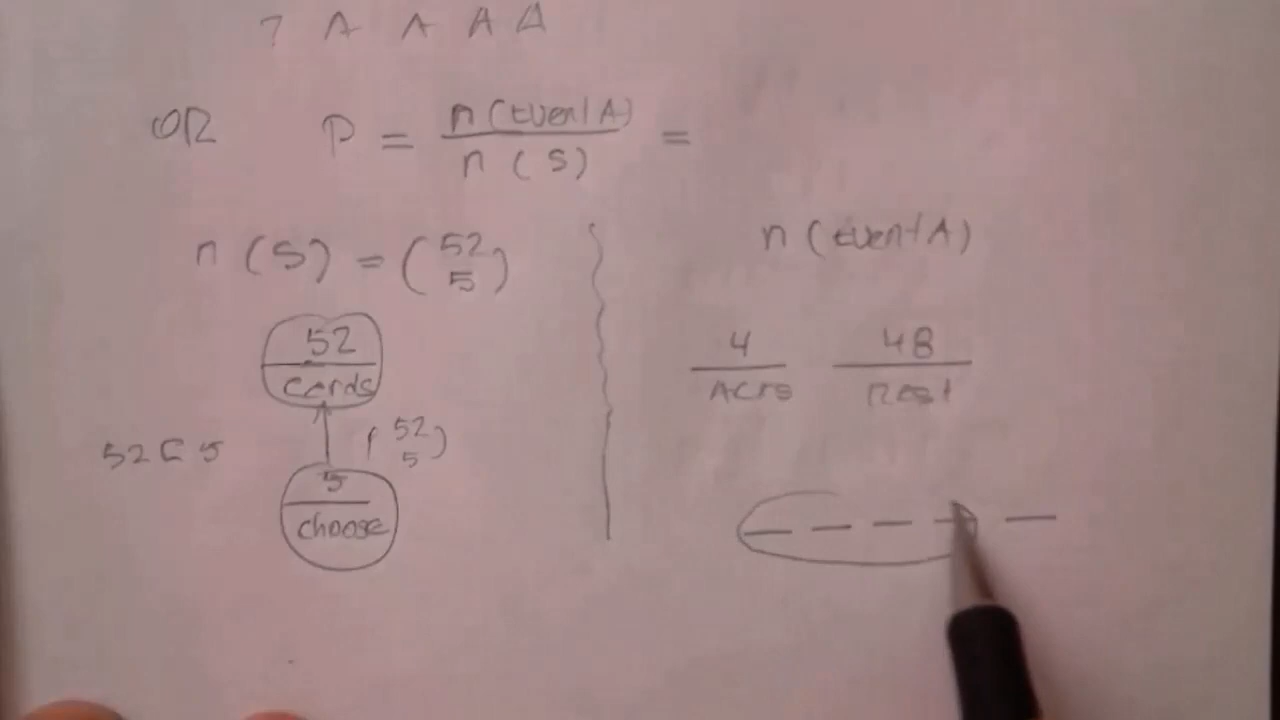 ? A A A A
OR P = n(Event A) / n(S) =
n(S) = (52 5)
n(Event A)
52
cards
4
Aces
48
Rest
52C5
(52 5)
5
choose